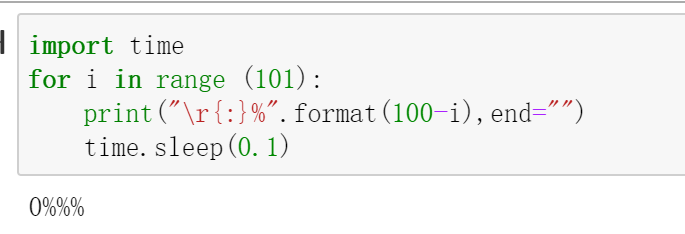 import time
for i in range (101):
    print("\r{:}%".format(100-i),end="")
    time.sleep(0.1)
0%%%